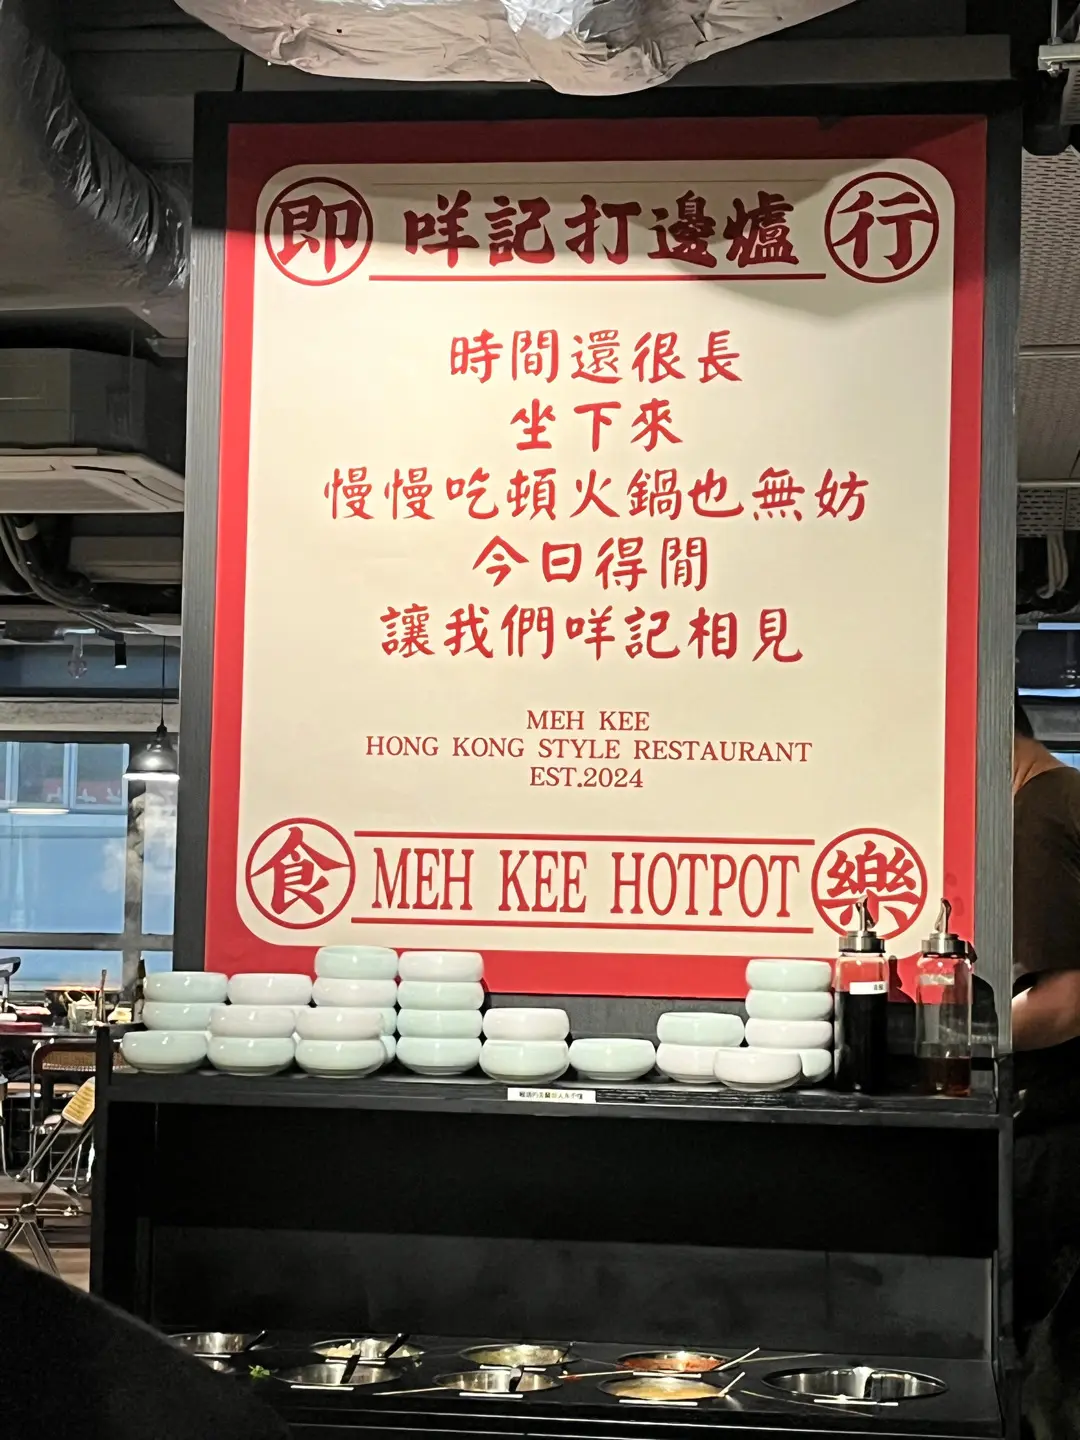 即 咩記打邊爐 行
時間還很長
坐下來
慢慢吃頓火鍋也無妨
今日得閒
讓我們咩記相見
MEH KEE
HONG KONG STYLE RESTAURANT
EST.2024
食 MEH KEE HOTPOT 樂